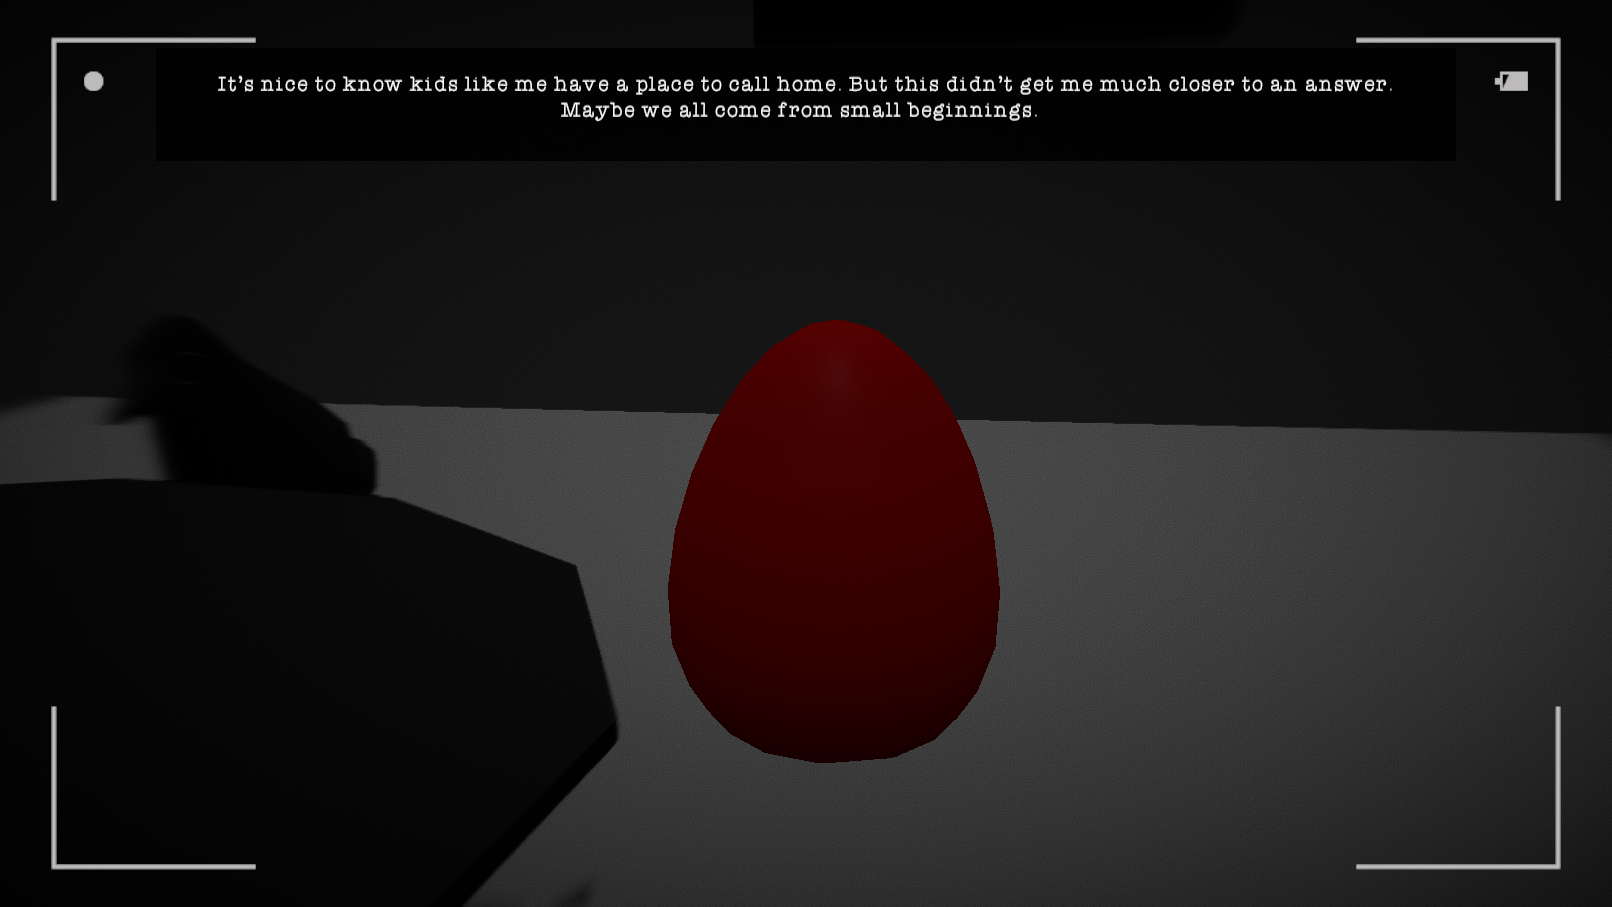 It's nice to know kids like me have a place to call home. But this didn't get me much closer to an answer.
Maybe we all come from small beginnings.